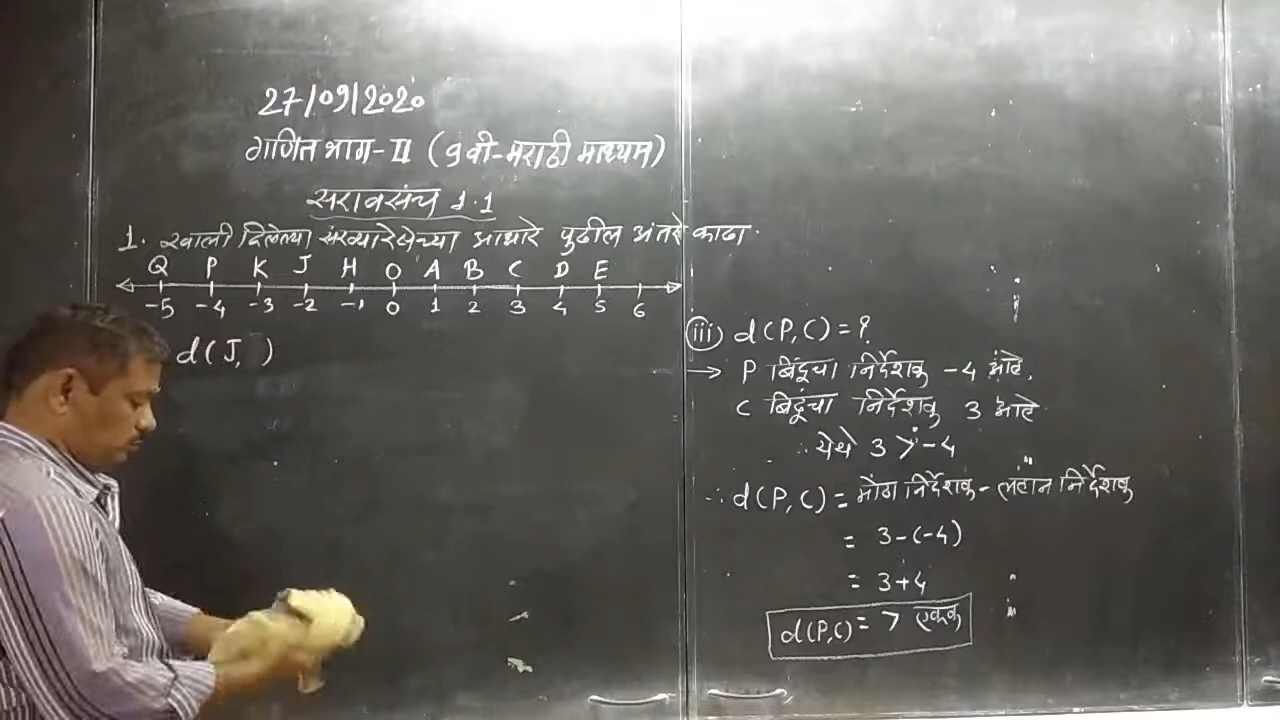 27/09/2020
गणित भाग-II (9वी-मराठी माध्यम)
सरावसंच 1.1
1. खाली दिलेल्या संख्यारेषेच्या आधारे पुढील अंतरे काढा.
Q P K J H O A B C D E
-5 -4 -3 -2 -1 0 1 2 3 4 5 6
d(J, )
(iii) d(P,C) = ?
→ P बिंदूचा निर्देशक -4 आहे.
C बिंदूचा निर्देशक 3 आहे
∴ येथे 3 > -4
∴ d(P,C) = मोठा निर्देशक - लहान निर्देशक
= 3-(-4)
= 3+4
d(P,C) = 7 एकक